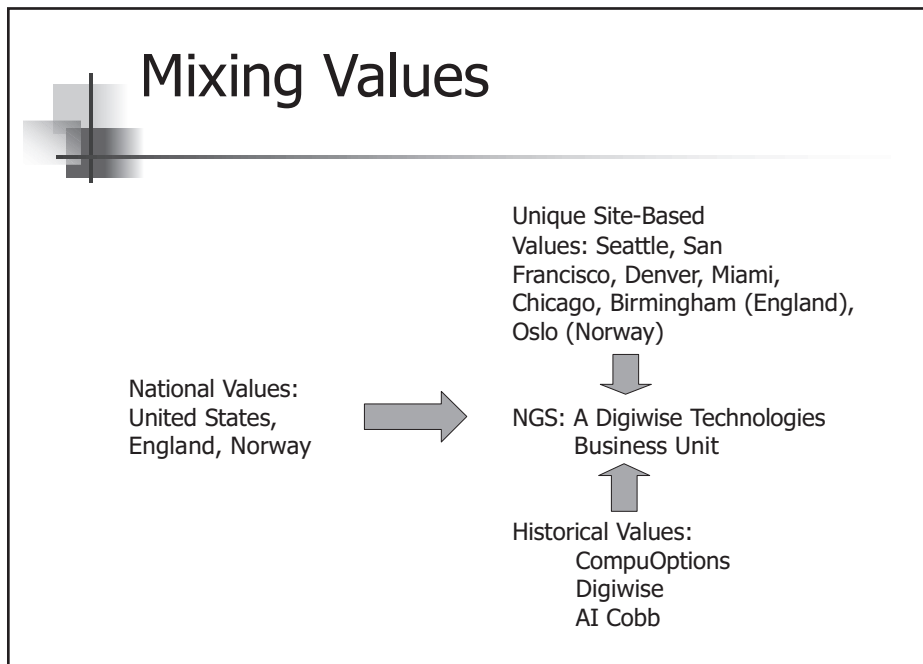 Mixing Values
Unique Site-Based
Values: Seattle, San
Francisco, Denver, Miami,
Chicago, Birmingham (England),
Oslo (Norway)
National Values:
United States,
England, Norway
NGS: A Digiwise Technologies
Business Unit
Historical Values:
CompuOptions
Digiwise
AI Cobb